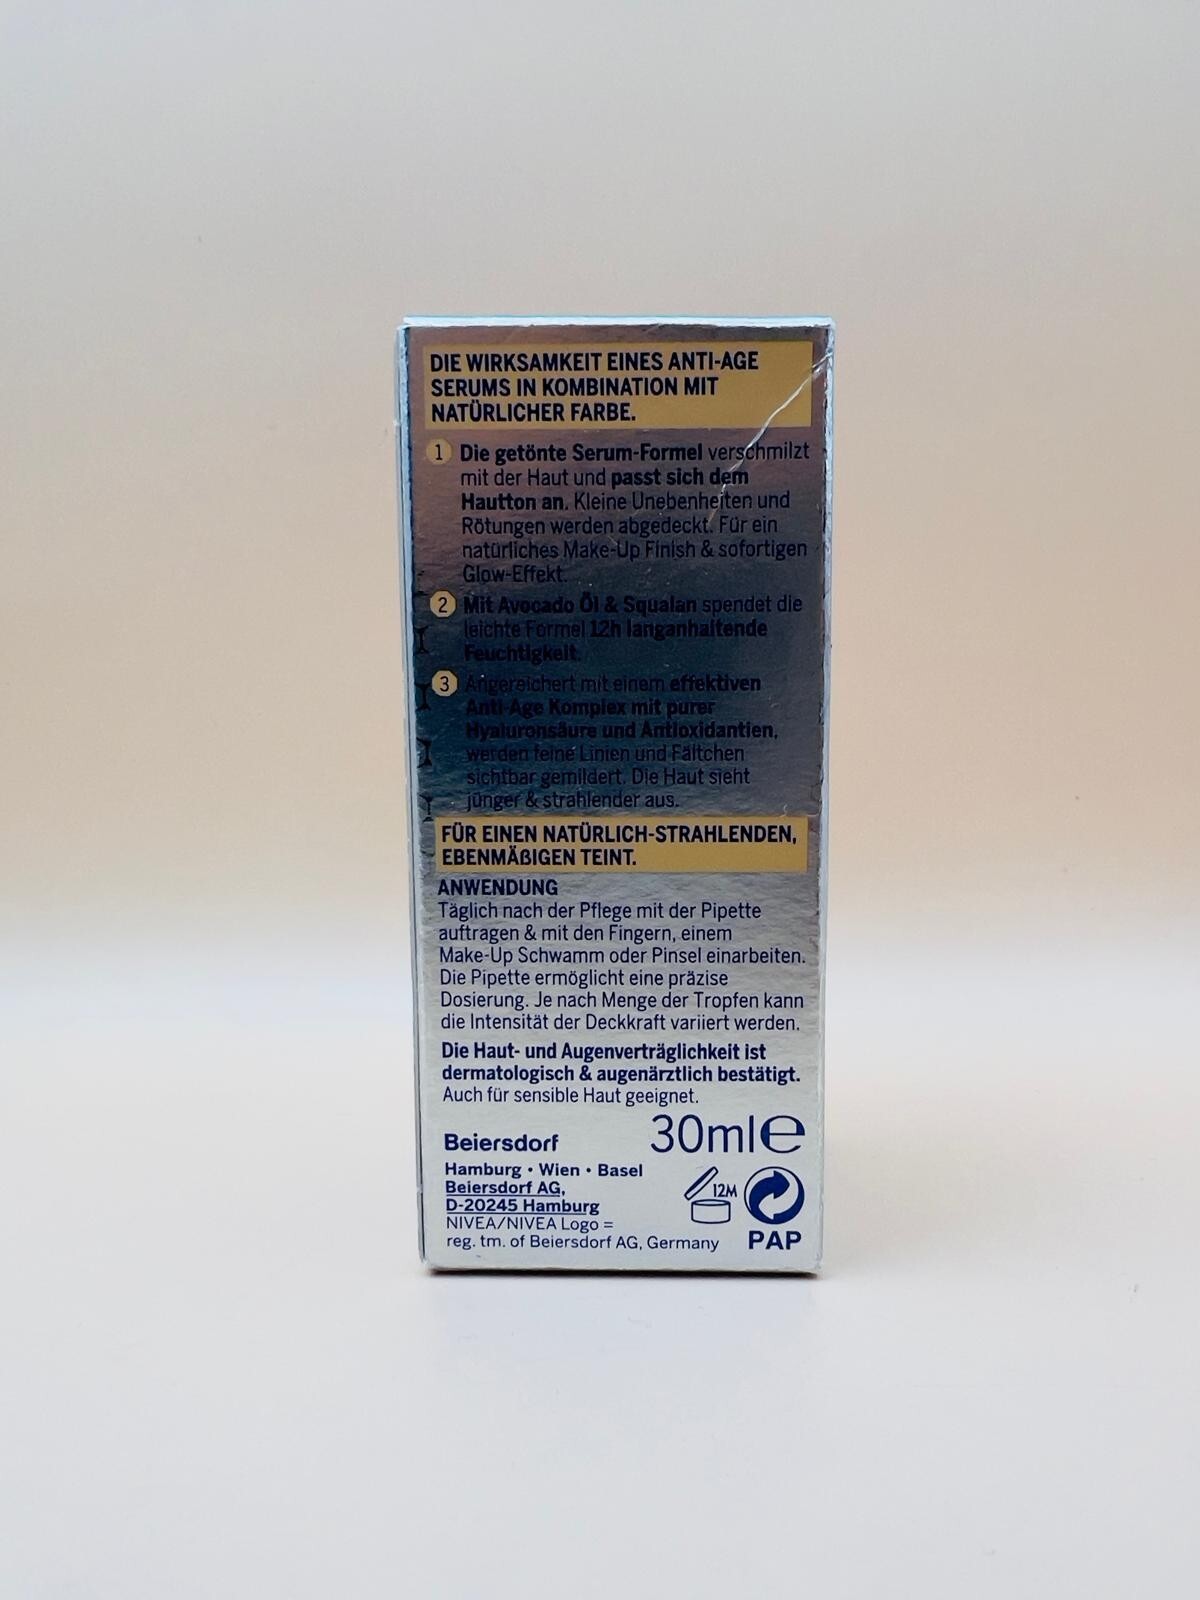 DIE WIRKSAMKEIT EINES ANTI-AGE
SERUMS IN KOMBINATION MIT
NATÜRLICHER FARBE.
1 Die getönte Serum-Formel verschmilzt
mit der Haut und passt sich dem
Hautton an. Kleine Unebenheiten und
Rötungen werden abgedeckt. Für ein
natürliches Make-Up Finish & sofortigen
Glow-Effekt.
2 Mit Avocado Öl & Squalan spendet die
leichte Formel 12h langanhaltende
Feuchtigkeit.
3 Angereichert mit einem effektiven
Anti-Age Komplex mit purer
Hyaluronsäure und Antioxidantien,
werden feine Linien und Fältchen
sichtbar gemildert. Die Haut sieht
jünger & strahlender aus.
FÜR EINEN NATÜRLICH-STRAHLENDEN,
EBENMÄßIGEN TEINT.
ANWENDUNG
Täglich nach der Pflege mit der Pipette
auftragen & mit den Fingern, einem
Make-Up Schwamm oder Pinsel einarbeiten.
Die Pipette ermöglicht eine präzise
Dosierung. Je nach Menge der Tropfen kann
die Intensität der Deckkraft variiert werden.
Die Haut- und Augenverträglichkeit ist
dermatologisch & augenärztlich bestätigt.
Auch für sensible Haut geeignet.
30ml℮
Beiersdorf
Hamburg • Wien • Basel
Beiersdorf AG,
D-20245 Hamburg
NIVEA/NIVEA Logo =
reg. tm. of Beiersdorf AG, Germany
12M
PAP